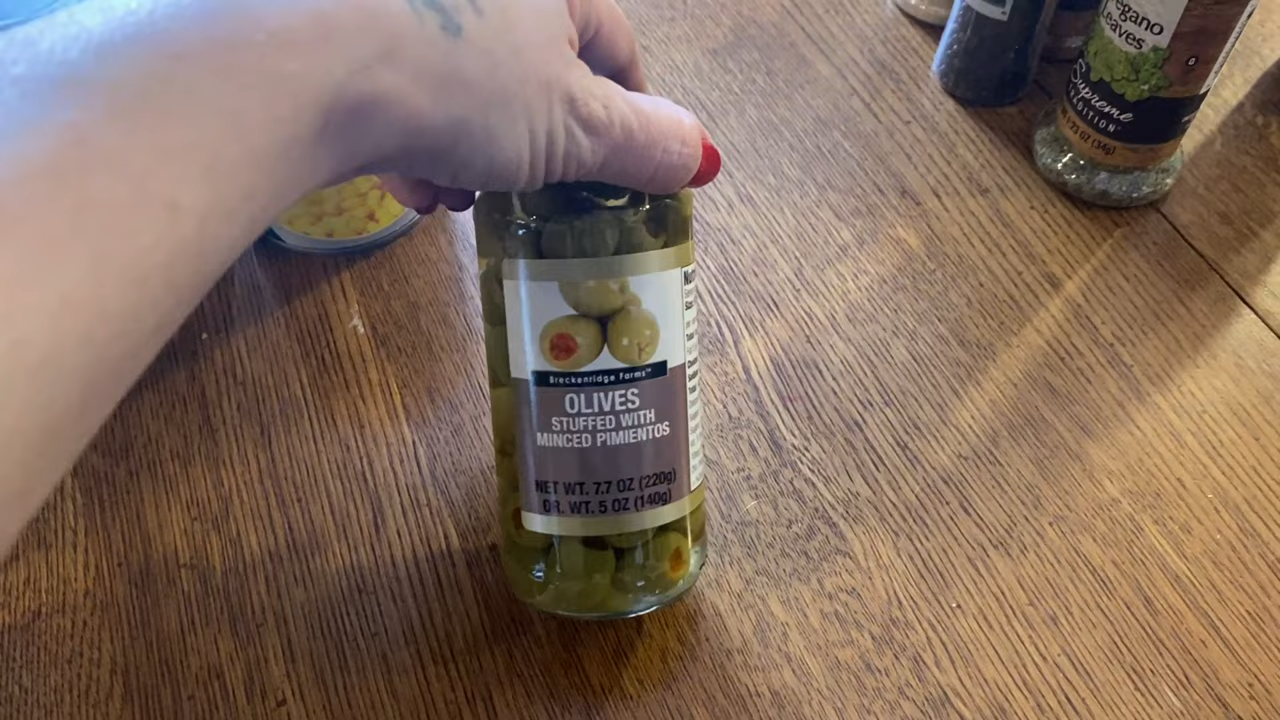 Leaves
Supreme
TRADITION
Breckenridge Farms™
OLIVES
STUFFED WITH
MINCED PIMIENTOS
NET WT. 7.7 OZ (220g)
DR. WT. 5 OZ (140g)